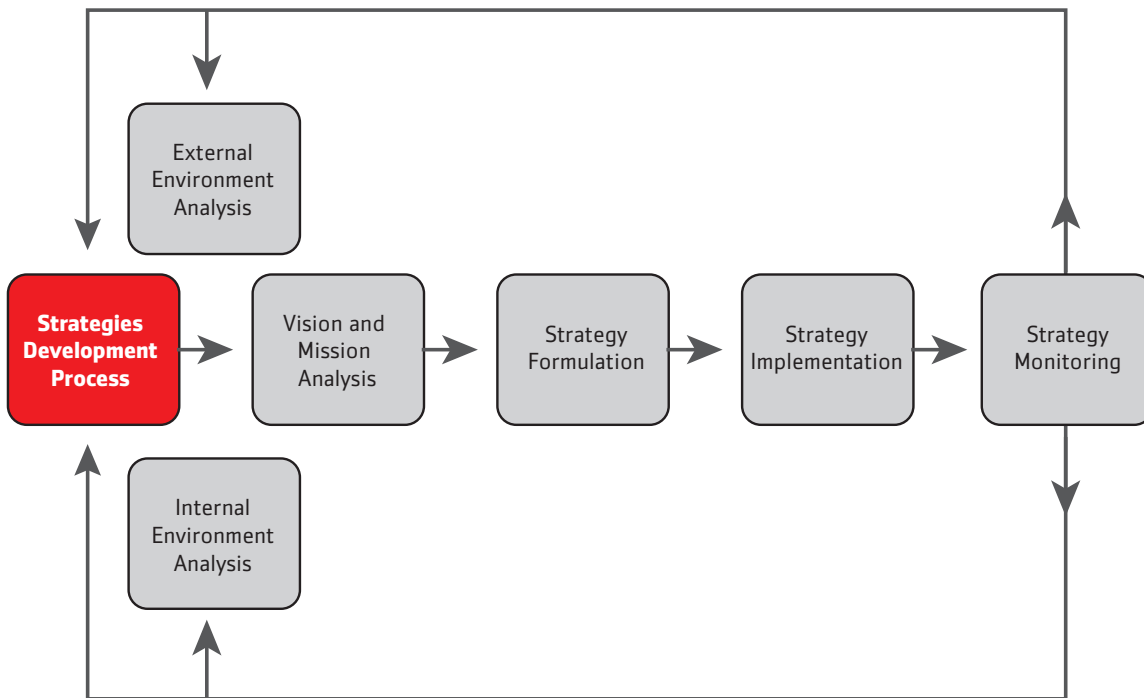 External
Environment
Analysis
Strategies
Development
Process
Vision and
Mission
Analysis
Strategy
Formulation
Strategy
Implementation
Strategy
Monitoring
Internal
Environment
Analysis